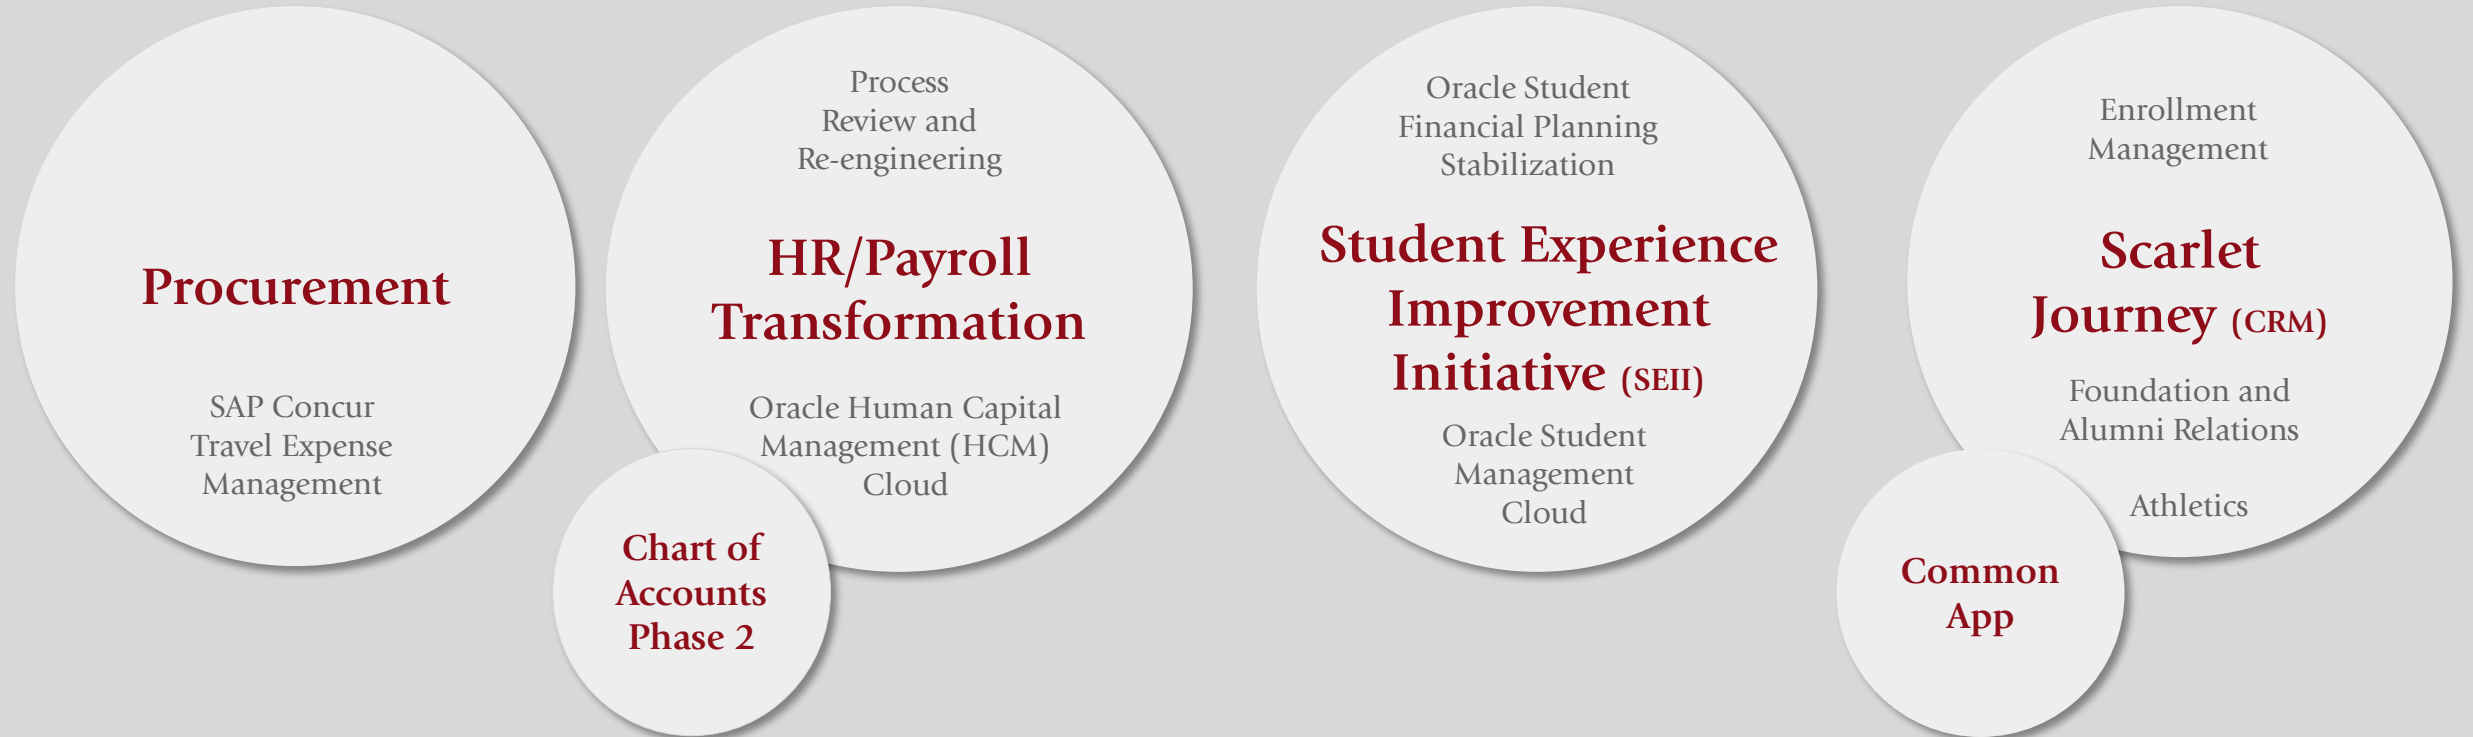 Procurement
SAP Concur
Travel Expense
Management
Process
Review and
Re-engineering
HR/Payroll
Transformation
Oracle Human Capital
Management (HCM)
Cloud
Chart of
Accounts
Phase 2
Oracle Student
Financial Planning
Stabilization
Student Experience
Improvement
Initiative (SEII)
Oracle Student
Management
Cloud
Enrollment
Management
Scarlet
Journey (CRM)
Foundation and
Alumni Relations
Athletics
Common
App